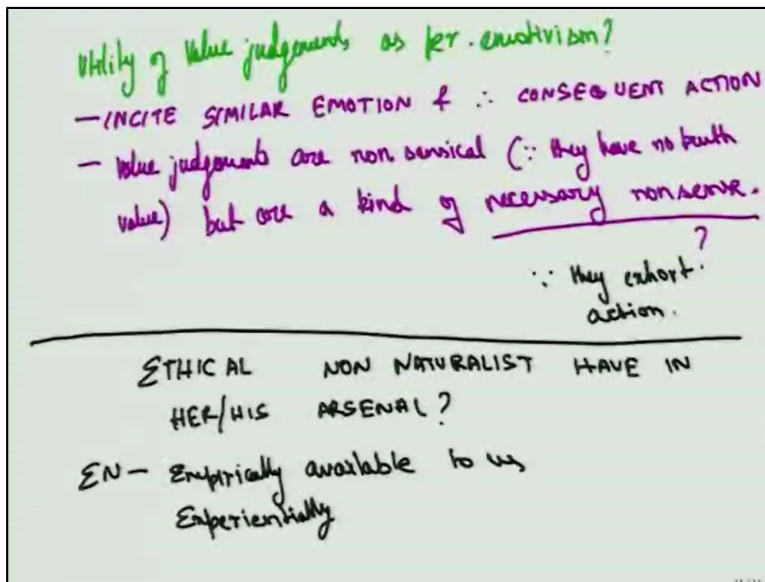 Utility of value judgements as per emotivism?
— INCITE SIMILAR EMOTION & ∴ CONSEQUENT ACTION
— Value judgements are non sensical (∵ they have no truth
value) but are a kind of necessary nonsense.
?
∵ they exhort
action.
ETHICAL NON NATURALIST HAVE IN
HER/HIS ARSENAL?
EN — Empirically available to us
Experientially